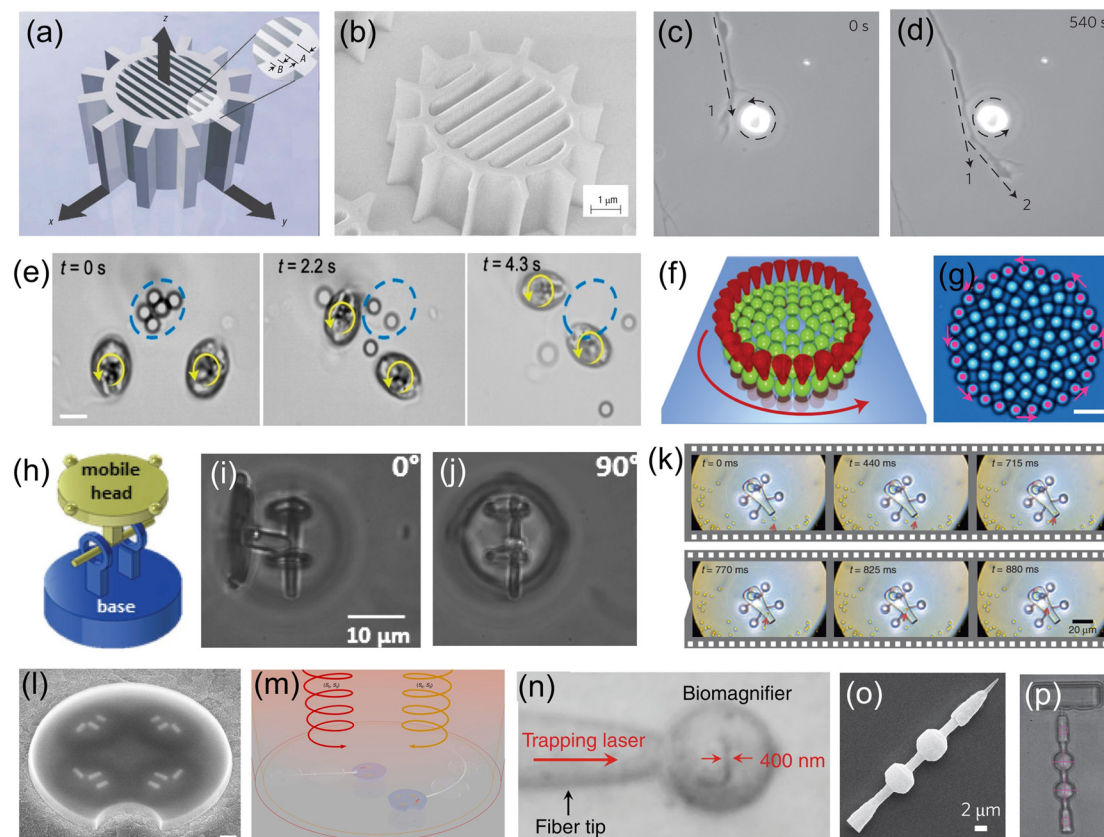 (a)
z
A
B
x
y
(b)
1 μm
(c)
0 s
1
(d)
540 s
1
2
(e)
t = 0 s
t = 2.2 s
t = 4.3 s
(f)
(g)
(h)
mobile
head
base
(i)
0°
10 μm
(j)
90°
(k)
t = 0 ms
440 ms
715 ms
770 ms
t = 825 ms
t = 880 ms
20 μm
(l)
(m)
(n)
Biomagnifier
Trapping laser
400 nm
Fiber tip
(o)
2 μm
(p)